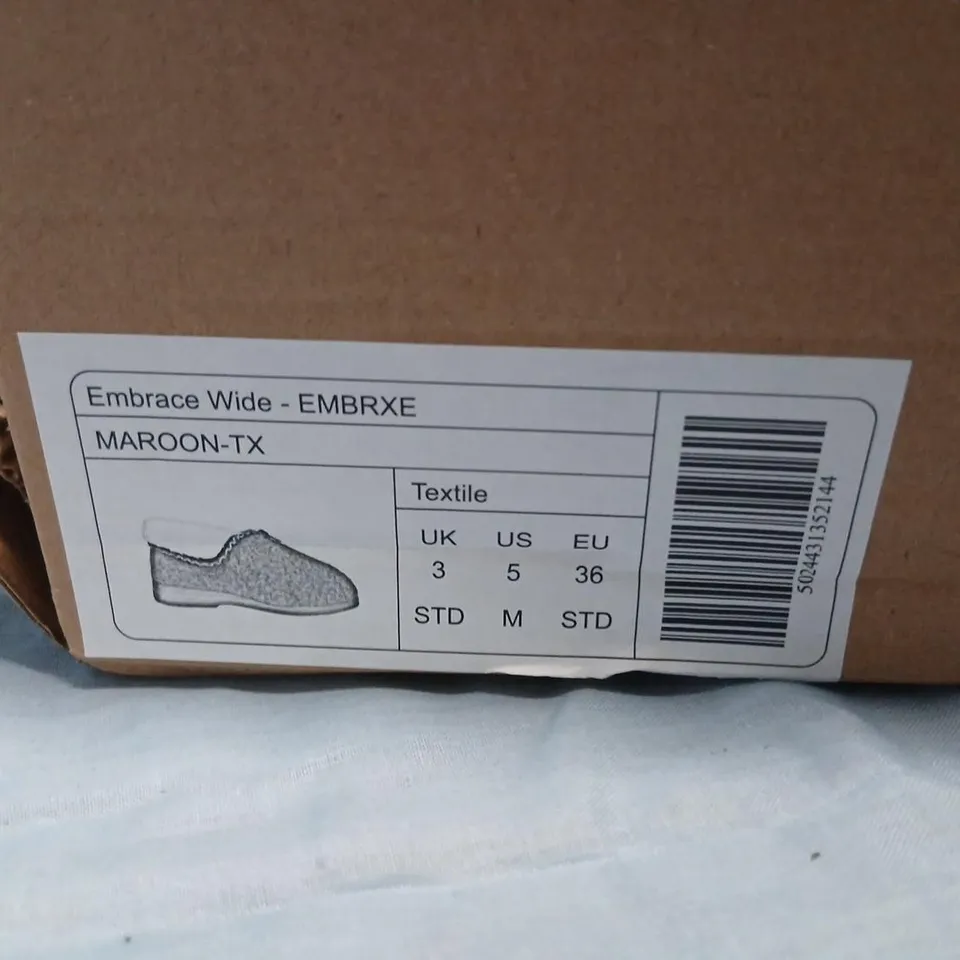 Embrace Wide - EMBRXE
MAROON-TX
Textile
UK US EU
3 5 36
STD M STD
5024431352144